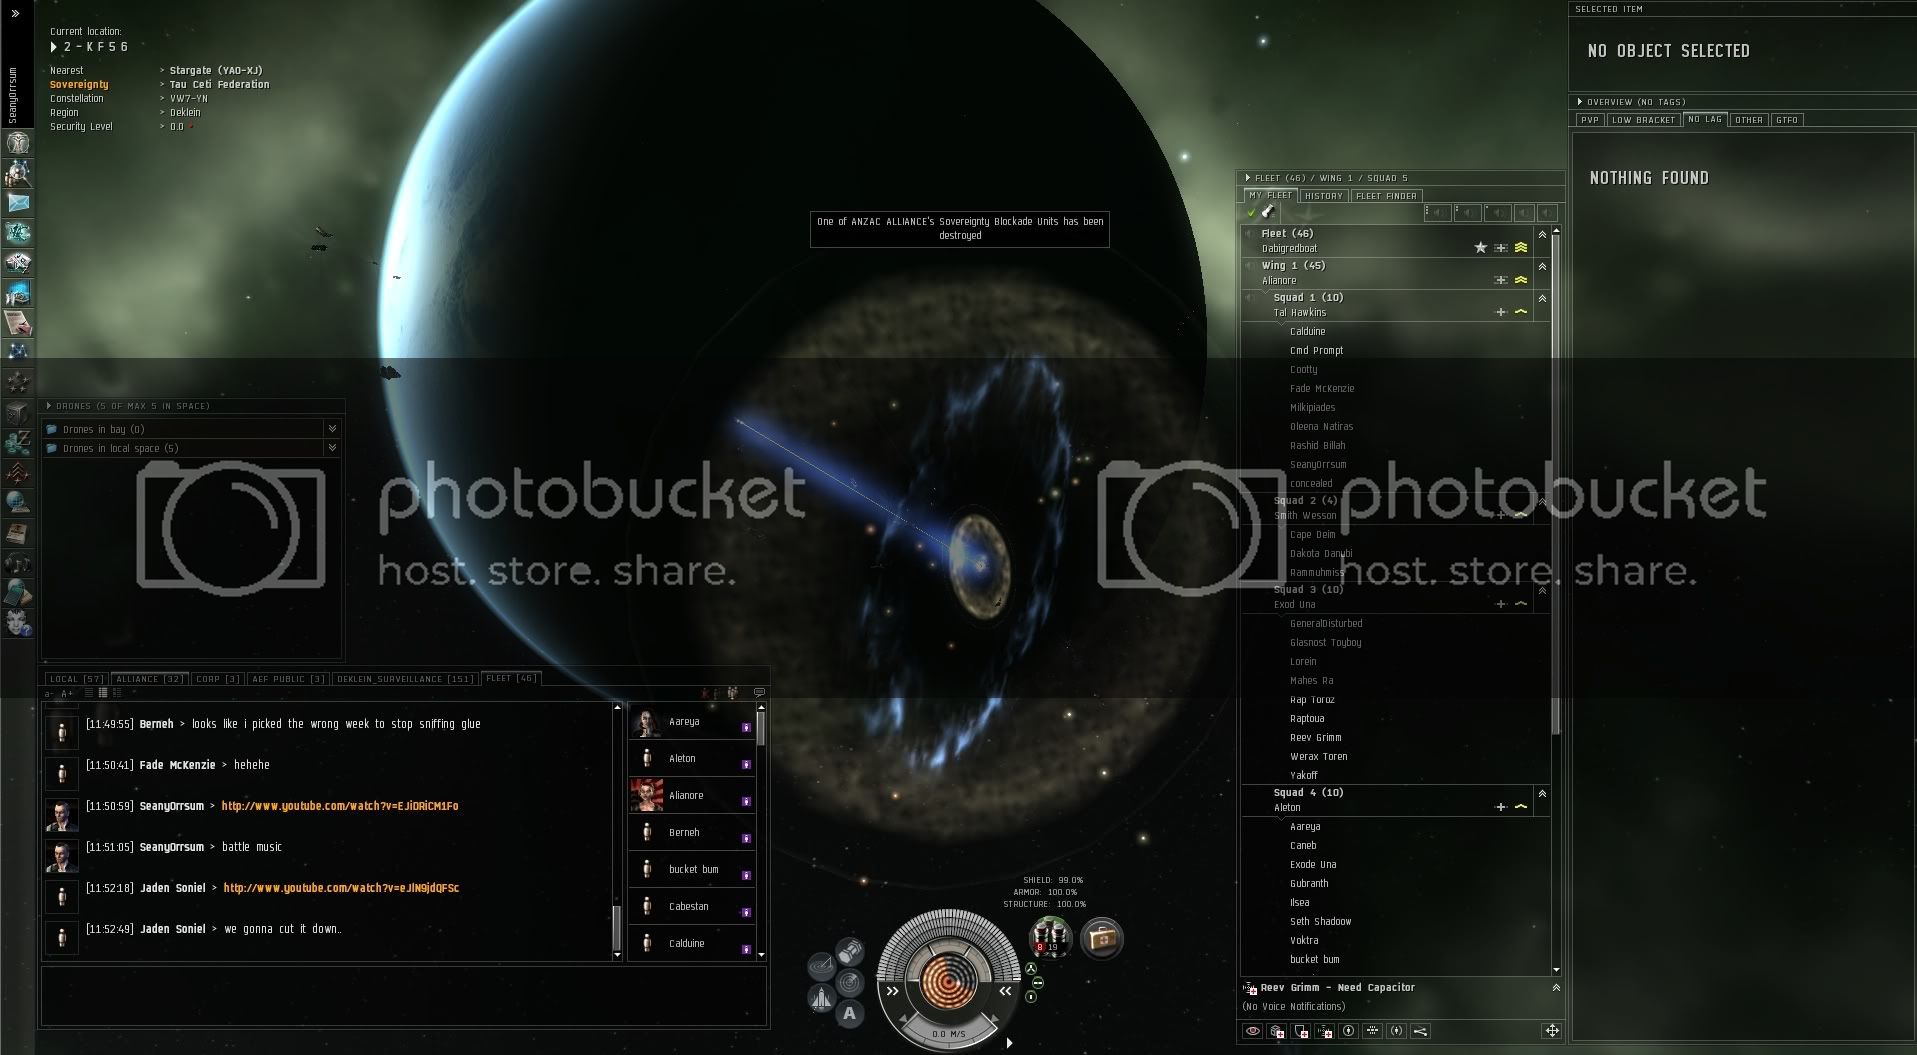 SeanyOrrsum
Current location:
2-KF56
Nearest > Stargate (YAO-XJ)
Sovereignty > Tau Ceti Federation
Constellation > VW7-YN
Region > Deklein
Security Level > 0.0
One of ANZAC ALLIANCE's Sovereignty Blockade Units has been
destroyed
SELECTED ITEM
NO OBJECT SELECTED
OVERVIEW (NO TAGS)
PVP LOW BRACKET NO LAG OTHER GTFO
NOTHING FOUND
FLEET (46) / WING 1 / SQUAD 5
MY FLEET HISTORY FLEET FINDER
Fleet (46)
Dabigredboat
Wing 1 (45)
Alianore
Squad 1 (10)
Tal Hawkins
Calduine
Cmd Prompt
Cootty
Fade McKenzie
Milkipiades
Oleena Natiras
Rashid Billah
SeanyOrrsum
concealed
Squad 2 (4)
Smith Wesson
Cape Deim
Dakota Danubi
Rammuhmiss
Squad 3 (10)
Exod Una
GeneralDisturbed
Glasnost Toyboy
Lorein
Mahes Ra
Rap Toroz
Raptoua
Reev Grimm
Werax Toren
Yakoff
Squad 4 (10)
Aleton
Aareya
Caneb
Exode Una
Gubranth
Ilsea
Seth Shadoow
Voktra
bucket bum
Reev Grimm - Need Capacitor
(No Voice Notifications)
DRONES (5 OF MAX 5 IN SPACE)
Drones in bay (0)
Drones in local space (5)
photobucket
host. store. share.
photobucket
host. store. share.
LOCAL [57] ALLIANCE [32] CORP [3] AEF PUBLIC [3] DEKLEIN_SURVEILLANCE [151] FLEET [46]
a- A+
[11:49:55] Berneh > looks like i picked the wrong week to stop sniffing glue
[11:50:41] Fade McKenzie > hehehe
[11:50:59] SeanyOrrsum > http://www.youtube.com/watch?v=EJiDRiCM1Fo
[11:51:05] SeanyOrrsum > battle music
[11:52:18] Jaden Soniel > http://www.youtube.com/watch?v=eJlN9jdQFSc
[11:52:49] Jaden Soniel > we gonna cut it down..
Aareya
Aleton
Alianore
Berneh
bucket bum
Cabestan
Calduine
SHIELD: 99.0%
ARMOR: 100.0%
STRUCTURE: 100.0%
8 19
A
0.0 M/S